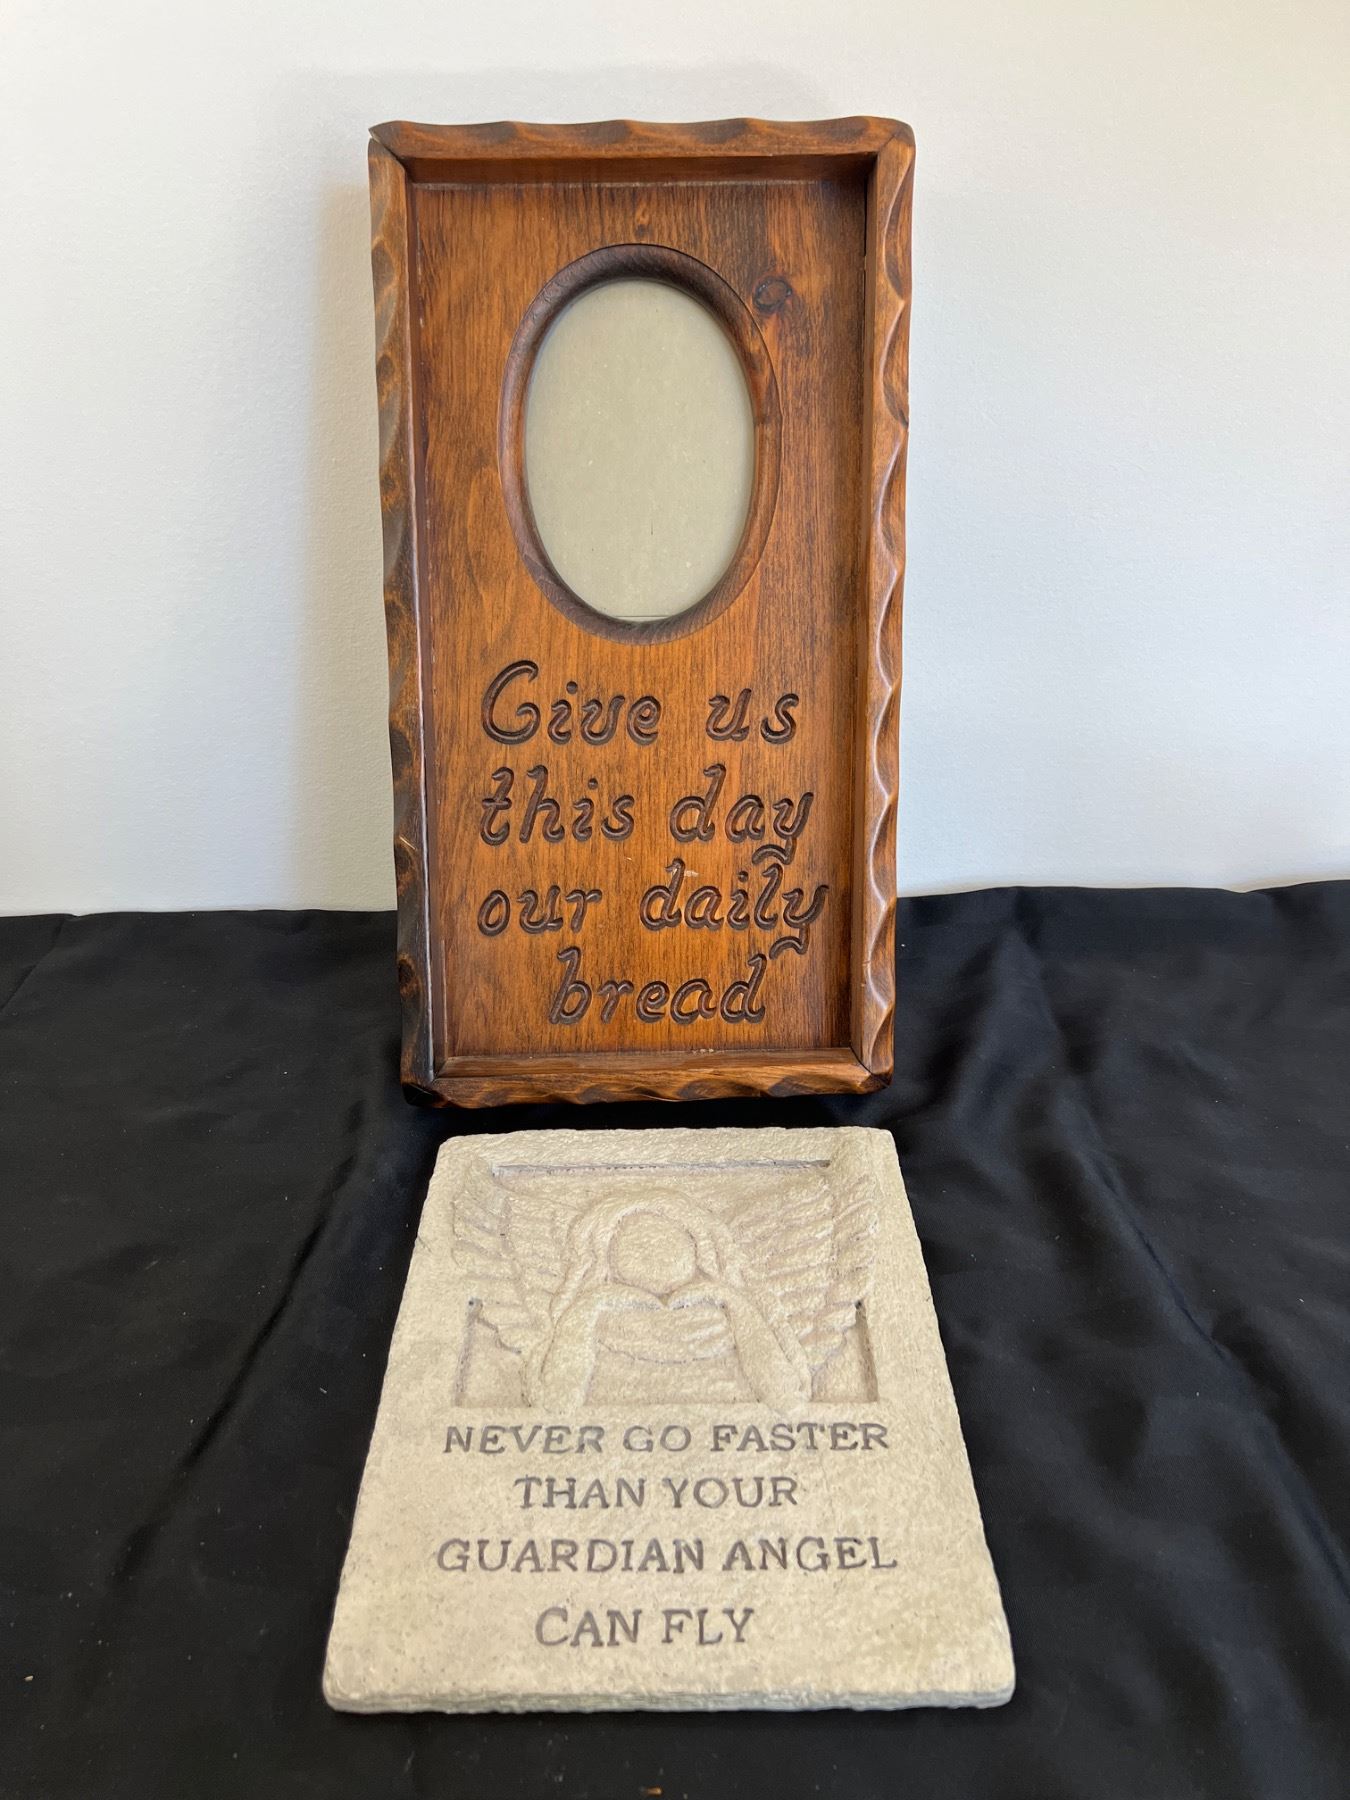 Give us
this day
our daily
bread
NEVER GO FASTER
THAN YOUR
GUARDIAN ANGEL
CAN FLY